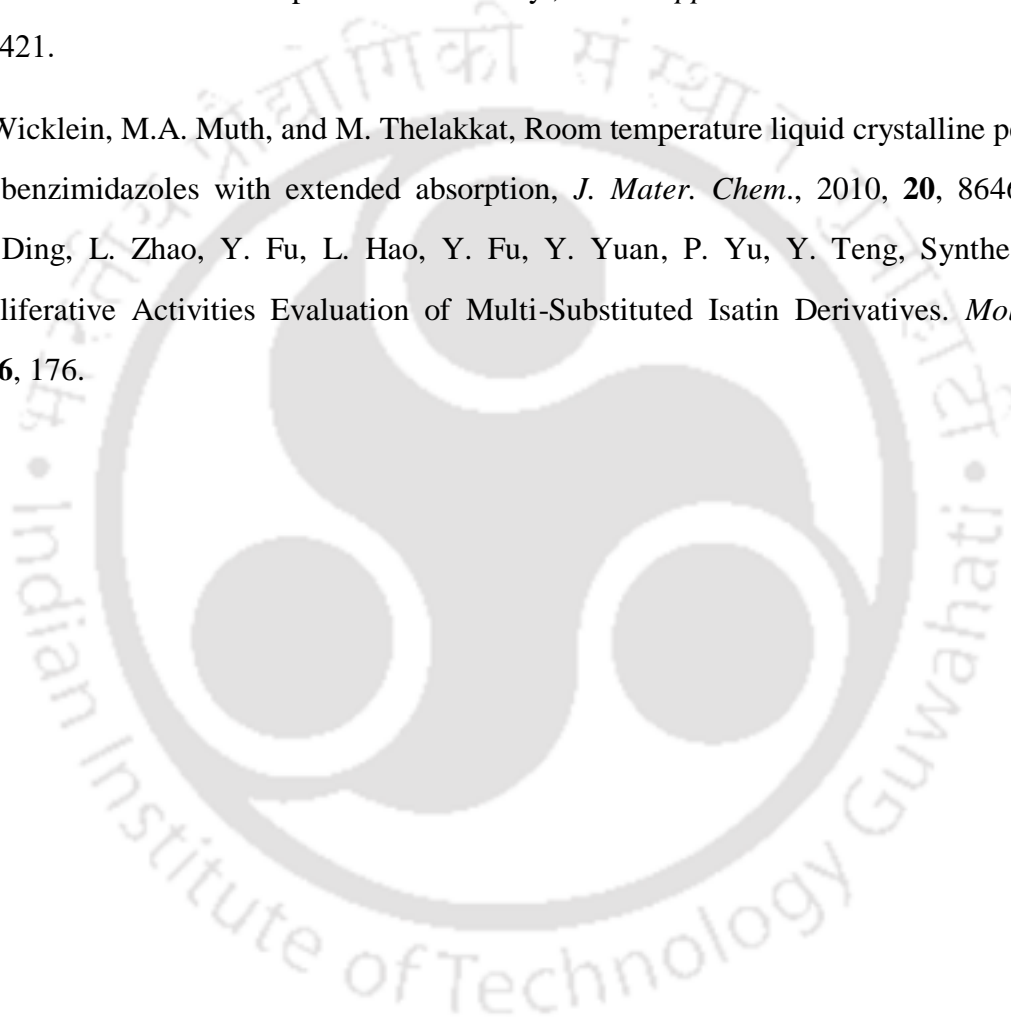 421.
Wicklein, M.A. Muth, and M. Thelakkat, Room temperature liquid crystalline
benzimidazoles with extended absorption, J. Mater. Chem., 2010, 20, 8646
Ding, L. Zhao, Y. Fu, L. Hao, Y. Fu, Y. Yuan, P. Yu, Y. Teng,
Activities Evaluation of Multi-Substituted Isatin Derivatives.
6, 176.
प्रौद्योगिकी संस्थान
Indian Institute of Technology Guwahati